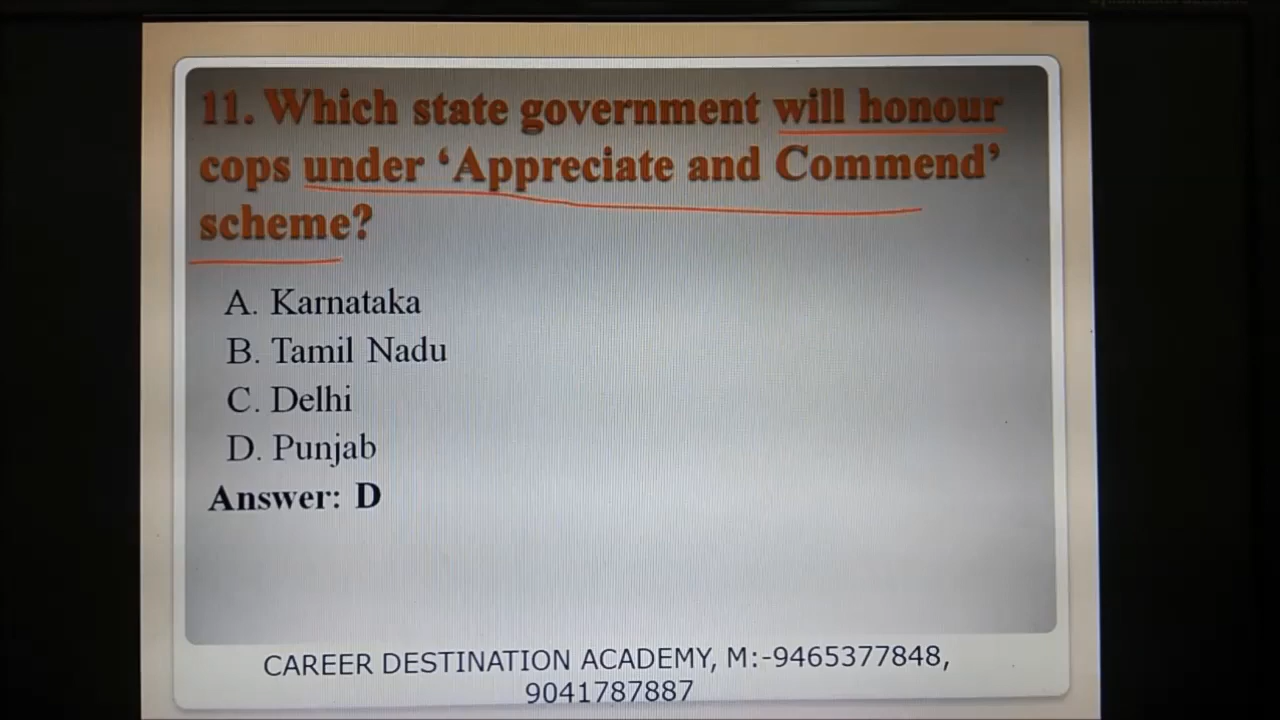 11. Which state government will honour
cops under ‘Appreciate and Commend’
scheme?
A. Karnataka
B. Tamil Nadu
C. Delhi
D. Punjab
Answer: D
CAREER DESTINATION ACADEMY, M:-9465377848,
9041787887